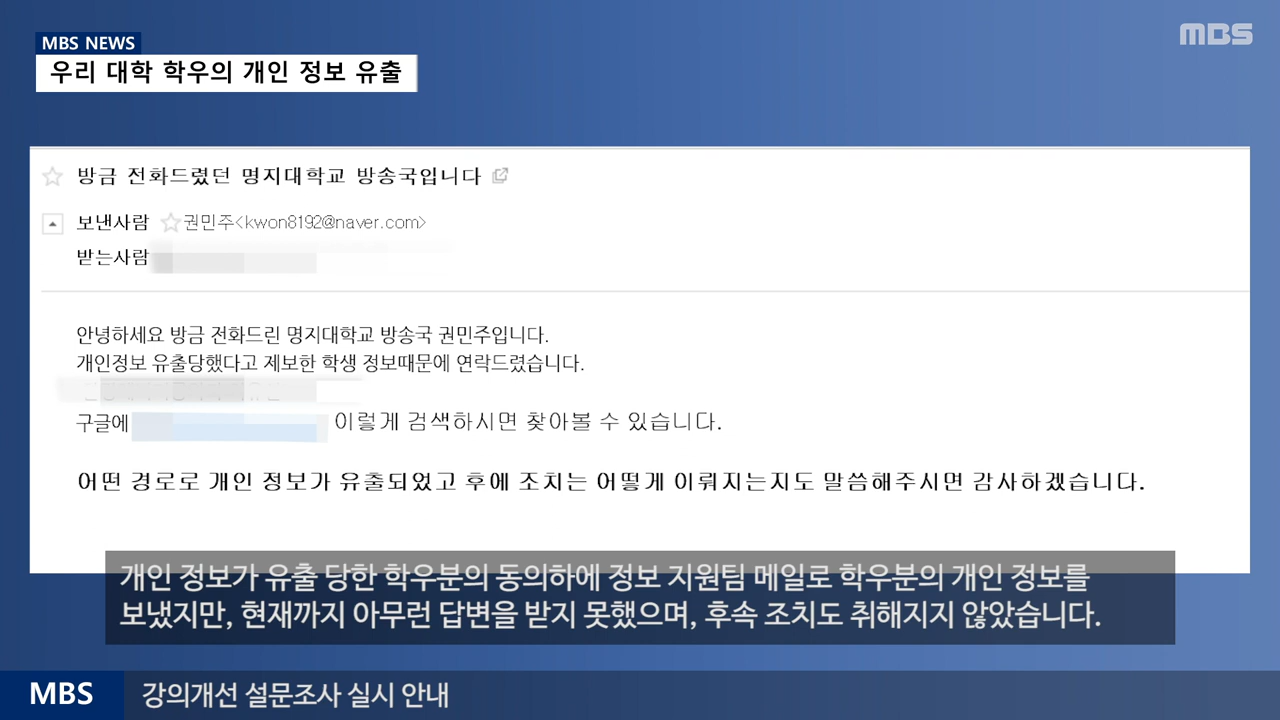 MBS NEWS
MBS
우리 대학 학우의 개인 정보 유출
방금 전화드렸던 명지대학교 방송국입니다
보낸사람 권민주<kwon8192@naver.com>
받는사람
안녕하세요 방금 전화드린 명지대학교 방송국 권민주입니다.
개인정보 유출당했다고 제보한 학생 정보때문에 연락드렸습니다.
구글에 이렇게 검색하시면 찾아볼 수 있습니다.
어떤 경로로 개인 정보가 유출되었고 후에 조치는 어떻게 이뤄지는지도 말씀해주시면 감사하겠습니다.
개인 정보가 유출 당한 학우분의 동의하에 정보 지원팀 메일로 학우분의 개인 정보를
보냈지만, 현재까지 아무런 답변을 받지 못했으며, 후속 조치도 취해지지 않았습니다.
MBS 강의개선 설문조사 실시 안내